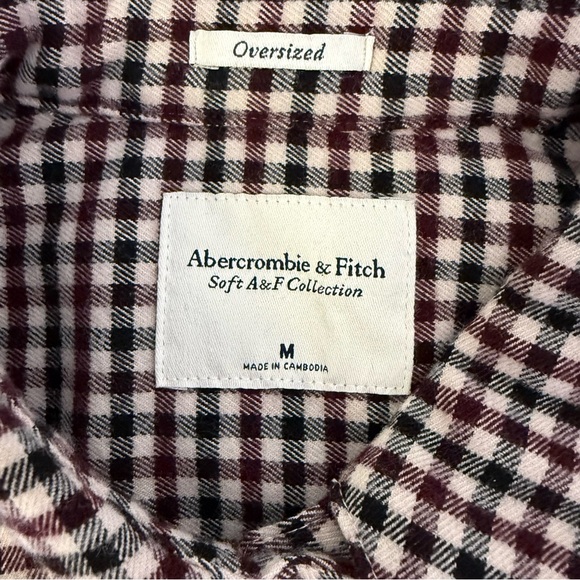 Oversized
Abercrombie & Fitch
Soft A&F Collection
M
MADE IN CAMBODIA